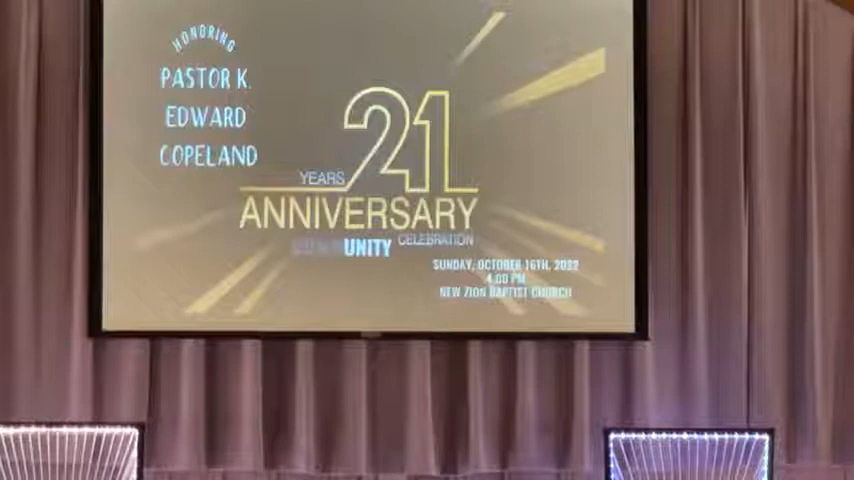 HONORING
PASTOR K.
EDWARD
COPELAND
21
YEARS
ANNIVERSARY
COMMUNITY CELEBRATION
SUNDAY, OCTOBER 16TH, 2022
4:00 PM
NEW ZION BAPTIST CHURCH